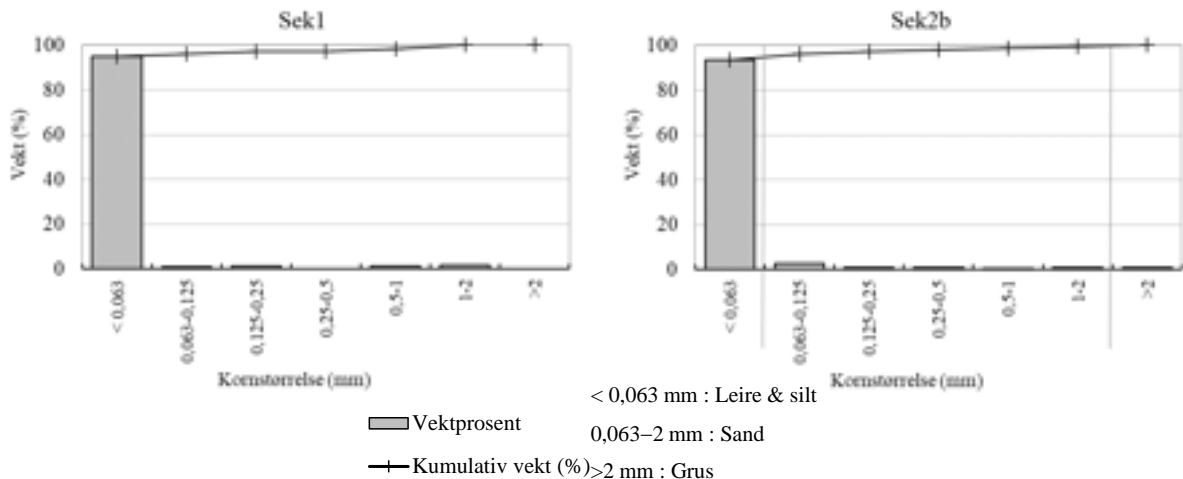 Sek1
100
80
60
40
20
0
Vekt (%)
< 0,063
0,063-0,125
0,125-0,25
0,25-0,5
0,5-1
1-2
>2
Kornstørrelse (mm)
Sek2b
100
80
60
40
20
0
Vekt (%)
< 0,063
0,063-0,125
0,125-0,25
0,25-0,5
0,5-1
1-2
>2
Kornstørrelse (mm)
Vektprosent
Kumulativ vekt (%)
< 0,063 mm : Leire & silt
0,063–2 mm : Sand
>2 mm : Grus